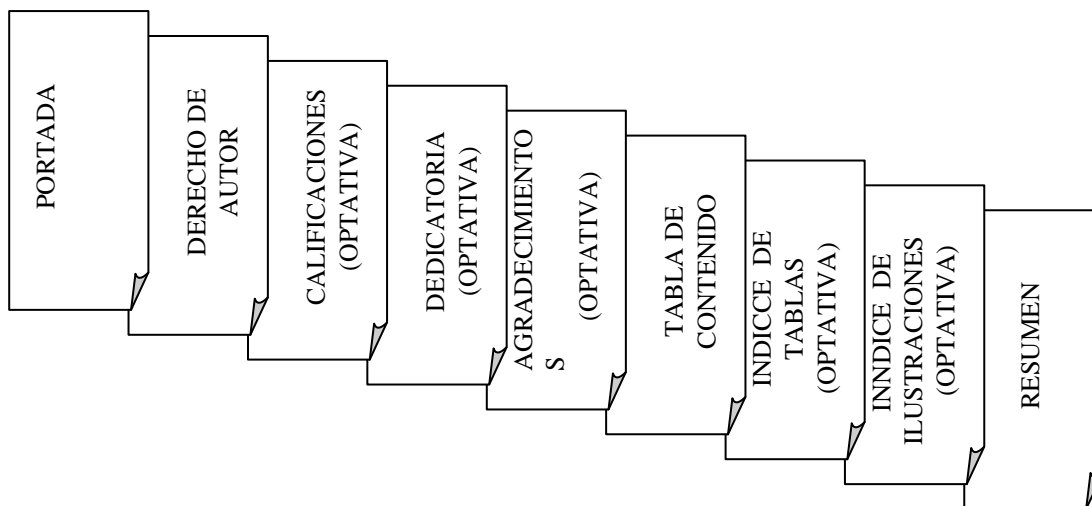 PORTADA
DERECHO DE
AUTOR
CALIFICACIONES
(OPTATIVA)
DEDICATORIA
(OPTATIVA)
AGRADECIMIENTO
S
(OPTATIVA)
TABLA DE
CONTENIDO
INDICCE DE
TABLAS
(OPTATIVA)
INNDICE DE
ILUSTRACIONES
(OPTATIVA)
RESUMEN